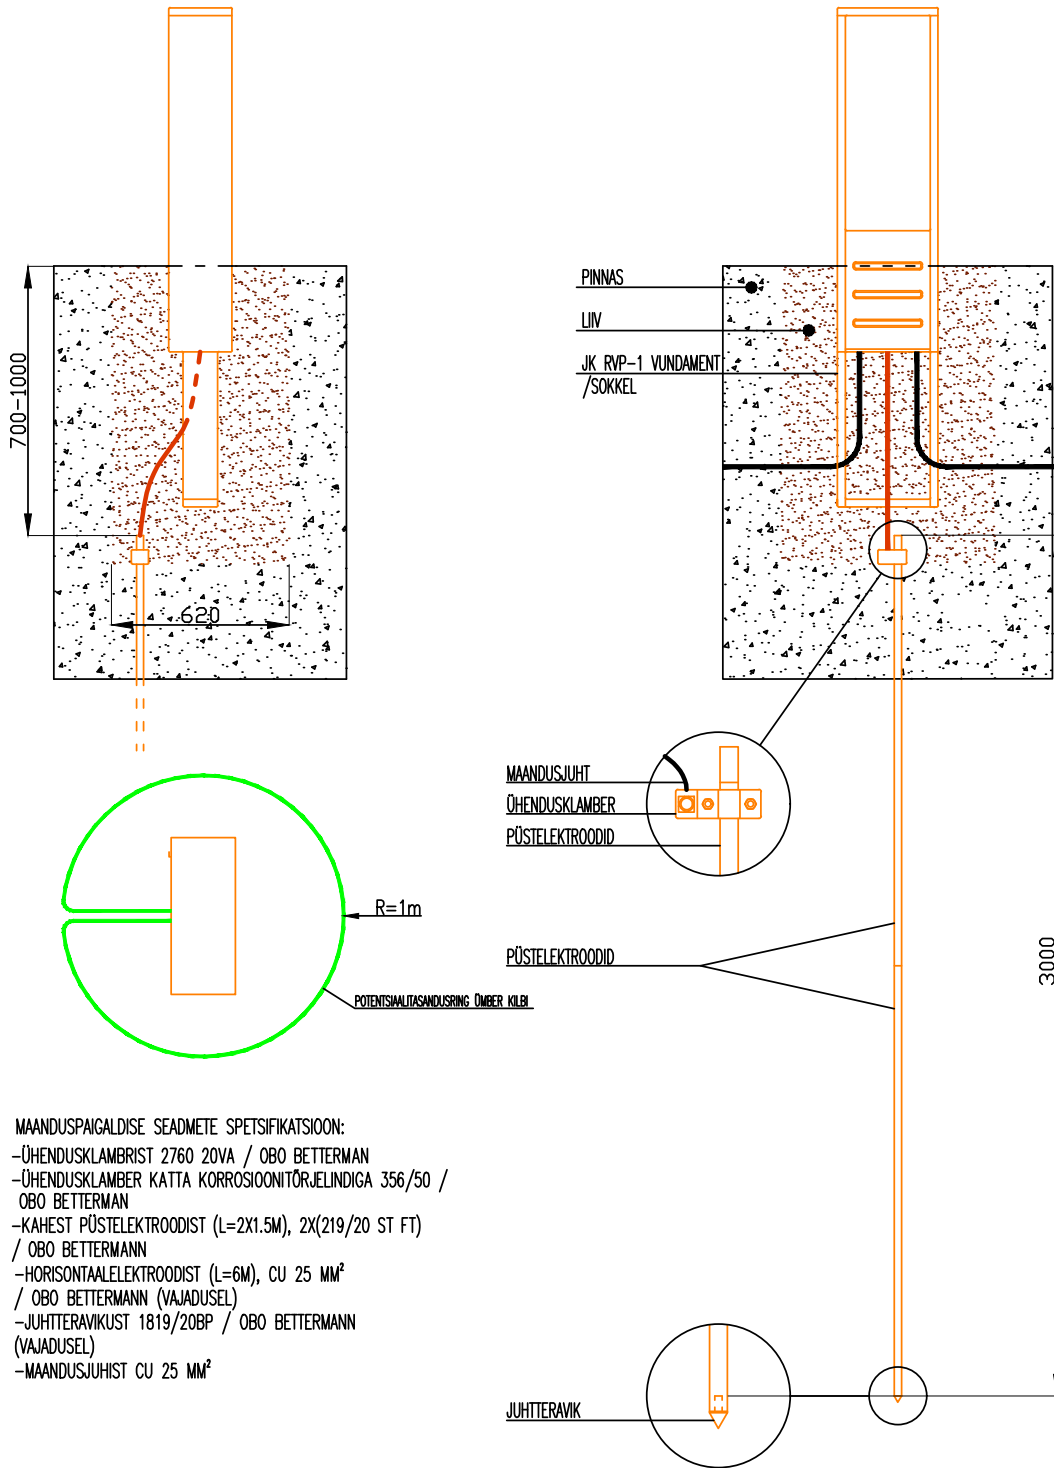 700-1000
620
PINNAS
LIIV
JK RVP-1 VUNDAMENT
/SOKKEL
MAANDUSJUHT
ÜHENDUSKLAMBER
PÜSTELEKTROODID
R=1m
PÜSTELEKTROODID
3000
POTENTSIAALITASANDUSRING ÜMBER KILBI
MAANDUSPAIGALDISE SEADMETE SPETSIFIKATSIOON:
-ÜHENDUSKLAMBRIST 2760 20VA / OBO BETTERMAN
-ÜHENDUSKLAMBER KATTA KORROSIOONITÕRJELINDIGA 356/50 /
OBO BETTERMAN
-KAHEST PÜSTELEKTROODIST (L=2X1.5M), 2X(219/20 ST FT)
/ OBO BETTERMANN
-HORISONTAALELEKTROODIST (L=6M), CU 25 MM²
/ OBO BETTERMANN (VAJADUSEL)
-JUHTTERAVIKUST 1819/20BP / OBO BETTERMANN
(VAJADUSEL)
-MAANDUSJUHIST CU 25 MM²
JUHTTERAVIK